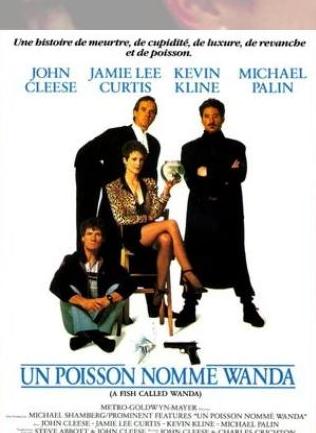 Une histoire de meurtre, de cupidité, de luxure, de revanche
et de poisson.
JOHN JAMIE LEE KEVIN MICHAEL
CLEESE CURTIS KLINE PALIN
UN POISSON NOMME WANDA
(A FISH CALLED WANDA)
METRO-GOLDWYN-MAYER
MICHAEL SHAMBERG/PROMINENT FEATURES "UN POISSON NOMME WANDA"
JOHN CLEESE · JAMIE LEE CURTIS · KEVIN KLINE · MICHAEL PALIN
STEVE ABBOTT & JOHN CLEESE JOHN CLEESE & CHARLES CRICHTON